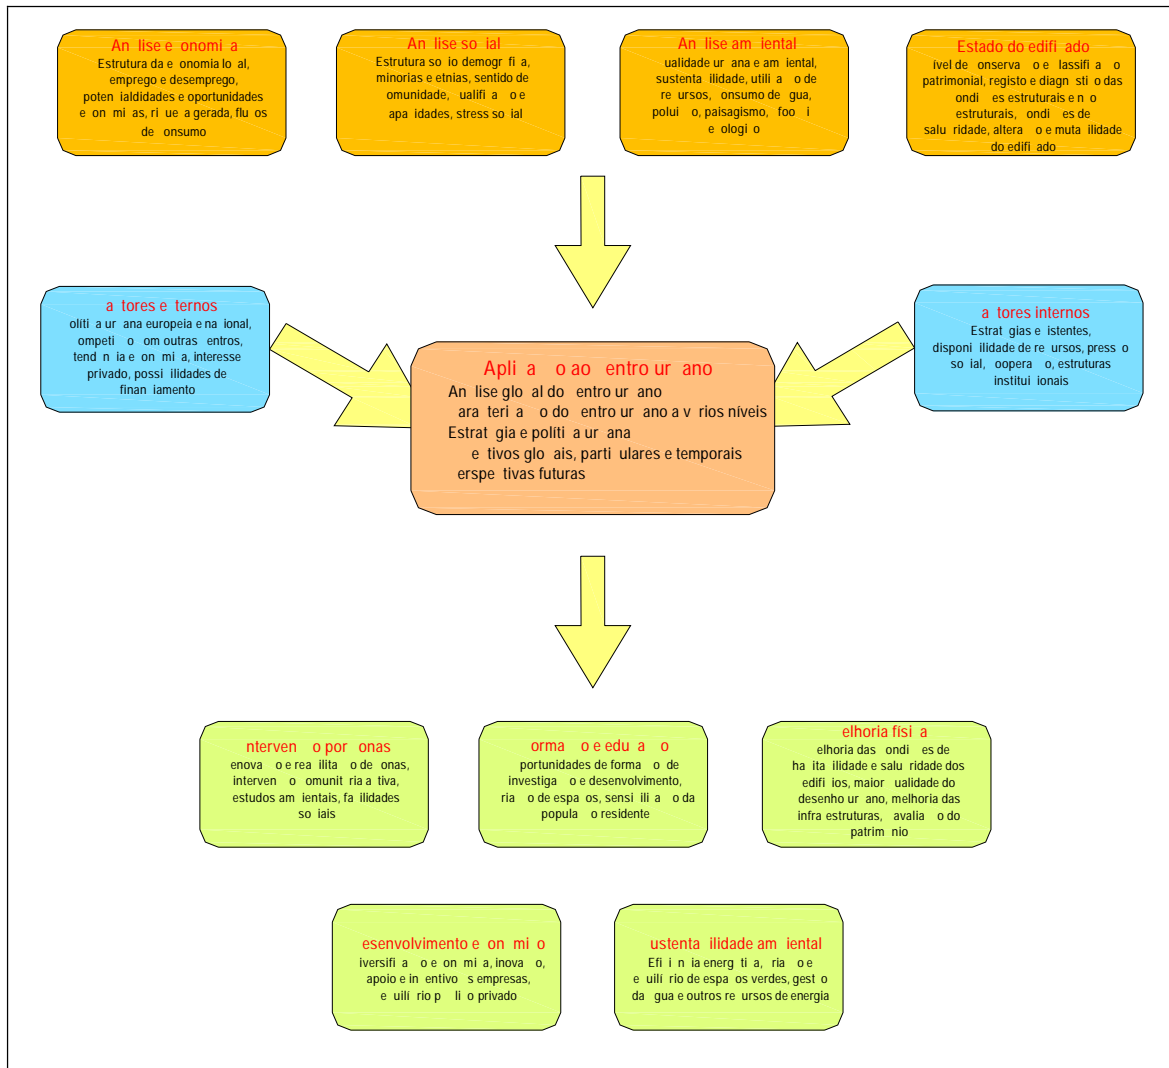 An lise e onomi a
Estrutura da e onomia lo al,
emprego e desemprego,
poten ialdidades e oportunidades
e on mi as, ri ue a gerada, flu os
de onsumo
An lise so ial
Estrutura so io demogr fi a,
minorias e etnias, sentido de
omunidade, ualifi a o e
apa idades, stress so ial
An lise am iental
ualidade ur ana e am iental,
sustenta ilidade, utili a o de
re ursos, onsumo de gua,
polui o, paisagismo, foo i
e ologi o
Estado do edifi ado
ível de onserva o e lassifi a o
patrimonial, registo e diagn sti o das
ondi es estruturais e n o
estruturais, ondi es de
salu ridade, altera o e muta ilidade
do edifi ado
a tores e ternos
olíti a ur ana europeia e na ional,
ompeti o om outras entros,
tend n ia e on mi a, interesse
privado, possi ilidades de
finan iamento
a tores internos
Estrat gias e istentes,
disponi ilidade de re ursos, press o
so ial, oopera o, estruturas
institui ionais
Apli a o ao entro ur ano
An lise glo al do entro ur ano
ara teri a o do entro ur ano a v rios níveis
Estrat gia e políti a ur ana
e tivos glo ais, parti ulares e temporais
erspe tivas futuras
nterven o por onas
enova o e rea ilita o de onas,
interven o omunit ria a tiva,
estudos am ientais, fa ilidades
so iais
orma o e edu a o
portunidades de forma o de
investiga o e desenvolvimento,
ria o de espa os, sensi ili a o da
popula o residente
elhoria físi a
elhoria das ondi es de
ha ita ilidade e salu ridade dos
edifí ios, maior ualidade do
desenho ur ano, melhoria das
infra estruturas, avalia o do
patrim nio
esenvolvimento e on mi o
iversifi a o e on mi a, inova o,
apoio e in entivo s empresas,
e uilí rio p li o privado
ustenta ilidade am iental
Efi i n ia energ ti a, ria o e
e uilí rio de espa os verdes, gest o
da gua e outros re ursos de energia